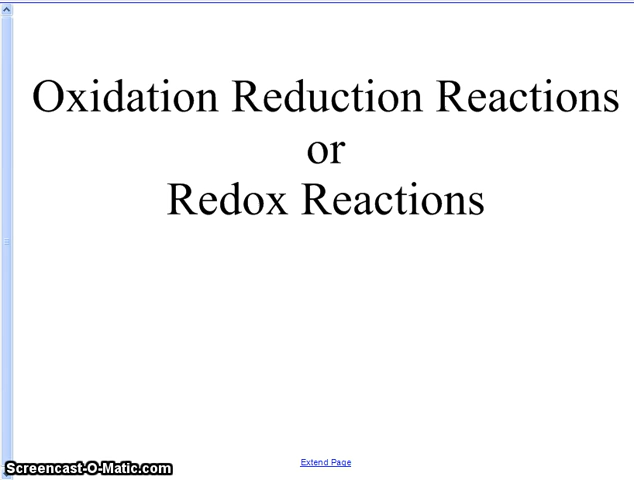 Oxidation Reduction Reactions
or
Redox Reactions
Extend Page
Screencast-O-Matic.com